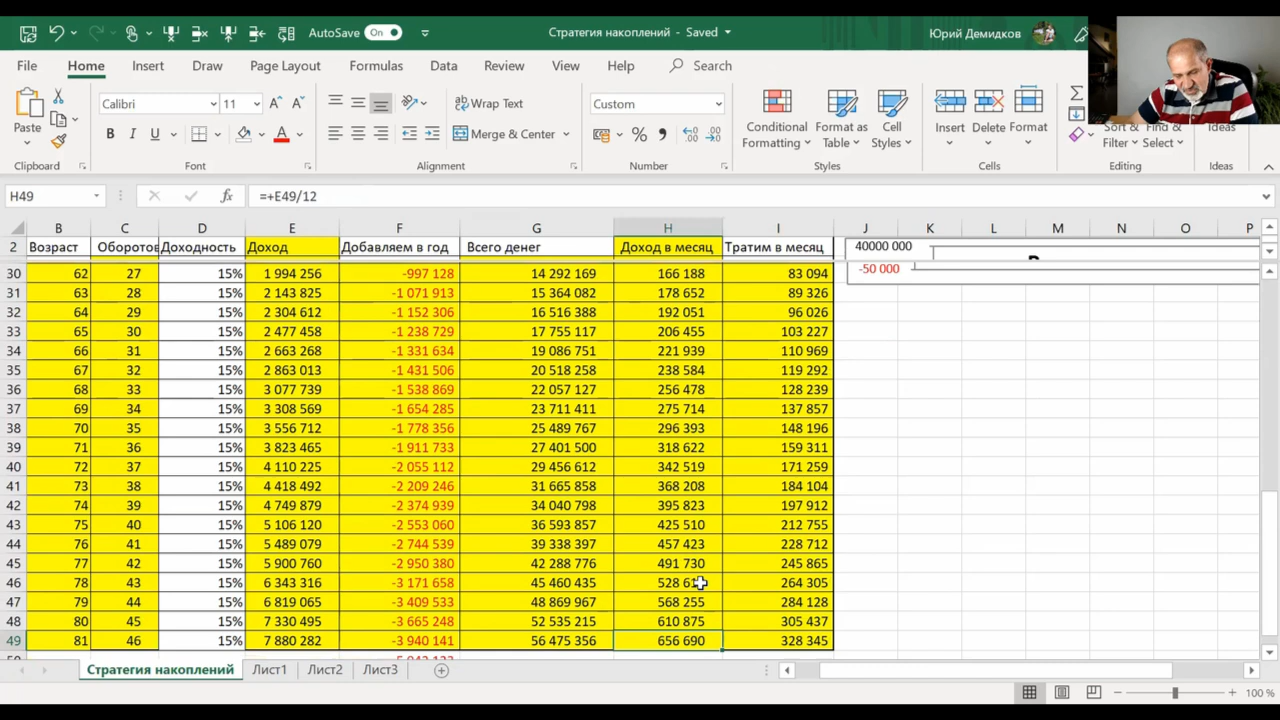 AutoSave On Стратегия накоплений - Saved Юрий Демидков
File Home Insert Draw Page Layout Formulas Data Review View Help Search
Calibri 11 Wrap Text Custom
Paste B I U Merge & Center % Conditional Formatting Format as Table Cell Styles Insert Delete Format Sort & Filter Find & Select Ideas
Clipboard Font Alignment Number Styles Cells Editing Ideas
H49 fx =+E49/12
B C D E F G H I J K L M N O P
2 Возраст Оборотов Доходность Доход Добавляем в год Всего денег Доход в месяц Тратим в месяц 40000 000
-50 000
30 62 27 15% 1 994 256 -997 128 14 292 169 166 188 83 094
31 63 28 15% 2 143 825 -1 071 913 15 364 082 178 652 89 326
32 64 29 15% 2 304 612 -1 152 306 16 516 388 192 051 96 026
33 65 30 15% 2 477 458 -1 238 729 17 755 117 206 455 103 227
34 66 31 15% 2 663 268 -1 331 634 19 086 751 221 939 110 969
35 67 32 15% 2 863 013 -1 431 506 20 518 258 238 584 119 292
36 68 33 15% 3 077 739 -1 538 869 22 057 127 256 478 128 239
37 69 34 15% 3 308 569 -1 654 285 23 711 411 275 714 137 857
38 70 35 15% 3 556 712 -1 778 356 25 489 767 296 393 148 196
39 71 36 15% 3 823 465 -1 911 733 27 401 500 318 622 159 311
40 72 37 15% 4 110 225 -2 055 112 29 456 612 342 519 171 259
41 73 38 15% 4 418 492 -2 209 246 31 665 858 368 208 184 104
42 74 39 15% 4 749 879 -2 374 939 34 040 798 395 823 197 912
43 75 40 15% 5 106 120 -2 553 060 36 593 857 425 510 212 755
44 76 41 15% 5 489 079 -2 744 539 39 338 397 457 423 228 712
45 77 42 15% 5 900 760 -2 950 380 42 288 776 491 730 245 865
46 78 43 15% 6 343 316 -3 171 658 45 460 435 528 264 305
47 79 44 15% 6 819 065 -3 409 533 48 869 967 568 255 284 128
48 80 45 15% 7 330 495 -3 665 248 52 535 215 610 875 305 437
49 81 46 15% 7 880 282 -3 940 141 56 475 356 656 690 328 345
Стратегия накоплений Лист1 Лист2 Лист3
100 %